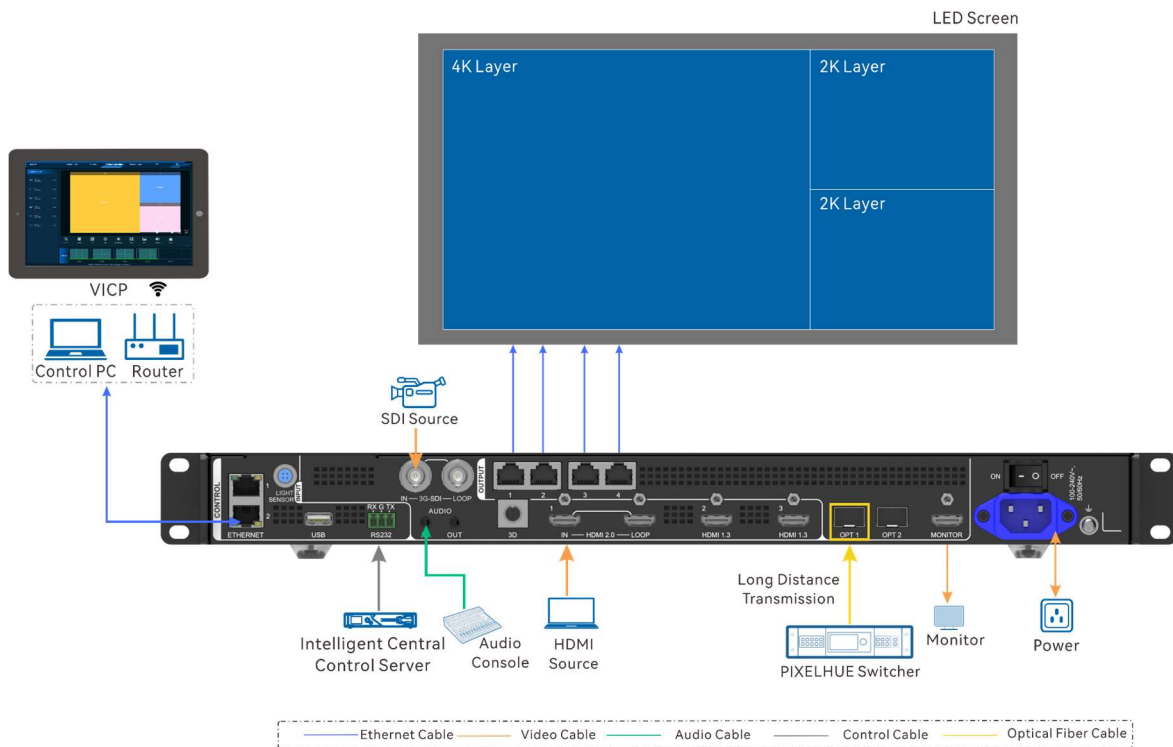 LED Screen
4K Layer
2K Layer
2K Layer
VICP
Control PC
Router
SDI Source
CONTROL
1
2
ETHERNET
LIGHT
SENSOR
INPUT
USB
RX G TX
RS232
IN — 3G-SDI — LOOP
AUDIO
OUT
OUTPUT
1
2
3
4
3D
1
IN — HDMI 2.0 — LOOP
2
HDMI 1.3
3
HDMI 1.3
OPT 1
OPT 2
MONITOR
ON
OFF
100-240V~,
50/60Hz
Intelligent Central
Control Server
Audio
Console
HDMI
Source
Long Distance
Transmission
PIXELHUE Switcher
Monitor
Power
Ethernet Cable
Video Cable
Audio Cable
Control Cable
Optical Fiber Cable